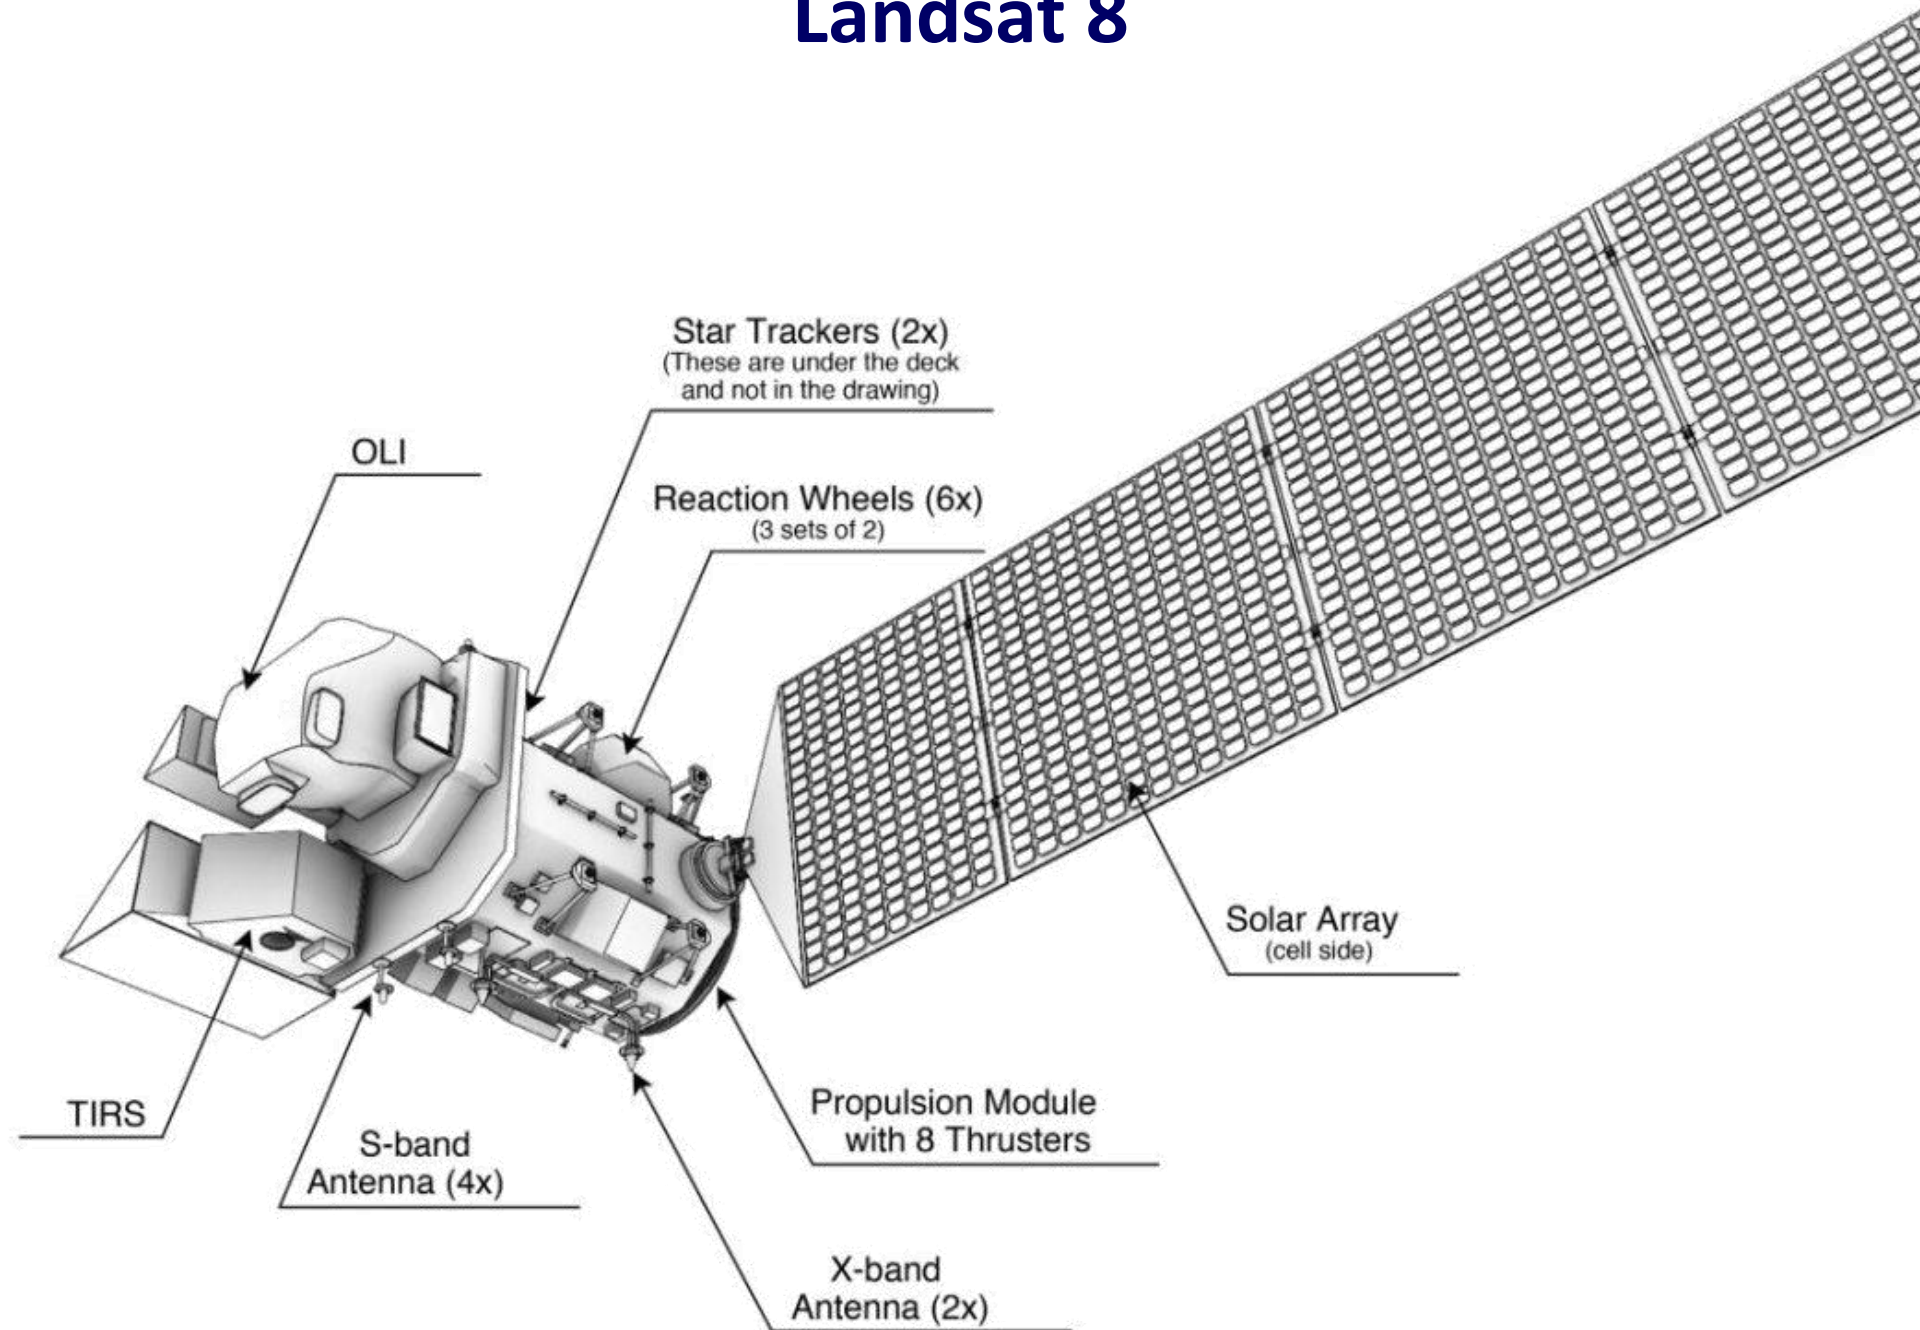 Landsat 8
Star Trackers (2x)
(These are under the deck
and not in the drawing)
OLI
Reaction Wheels (6x)
(3 sets of 2)
Solar Array
(cell side)
TIRS
S-band
Antenna (4x)
Propulsion Module
with 8 Thrusters
X-band
Antenna (2x)